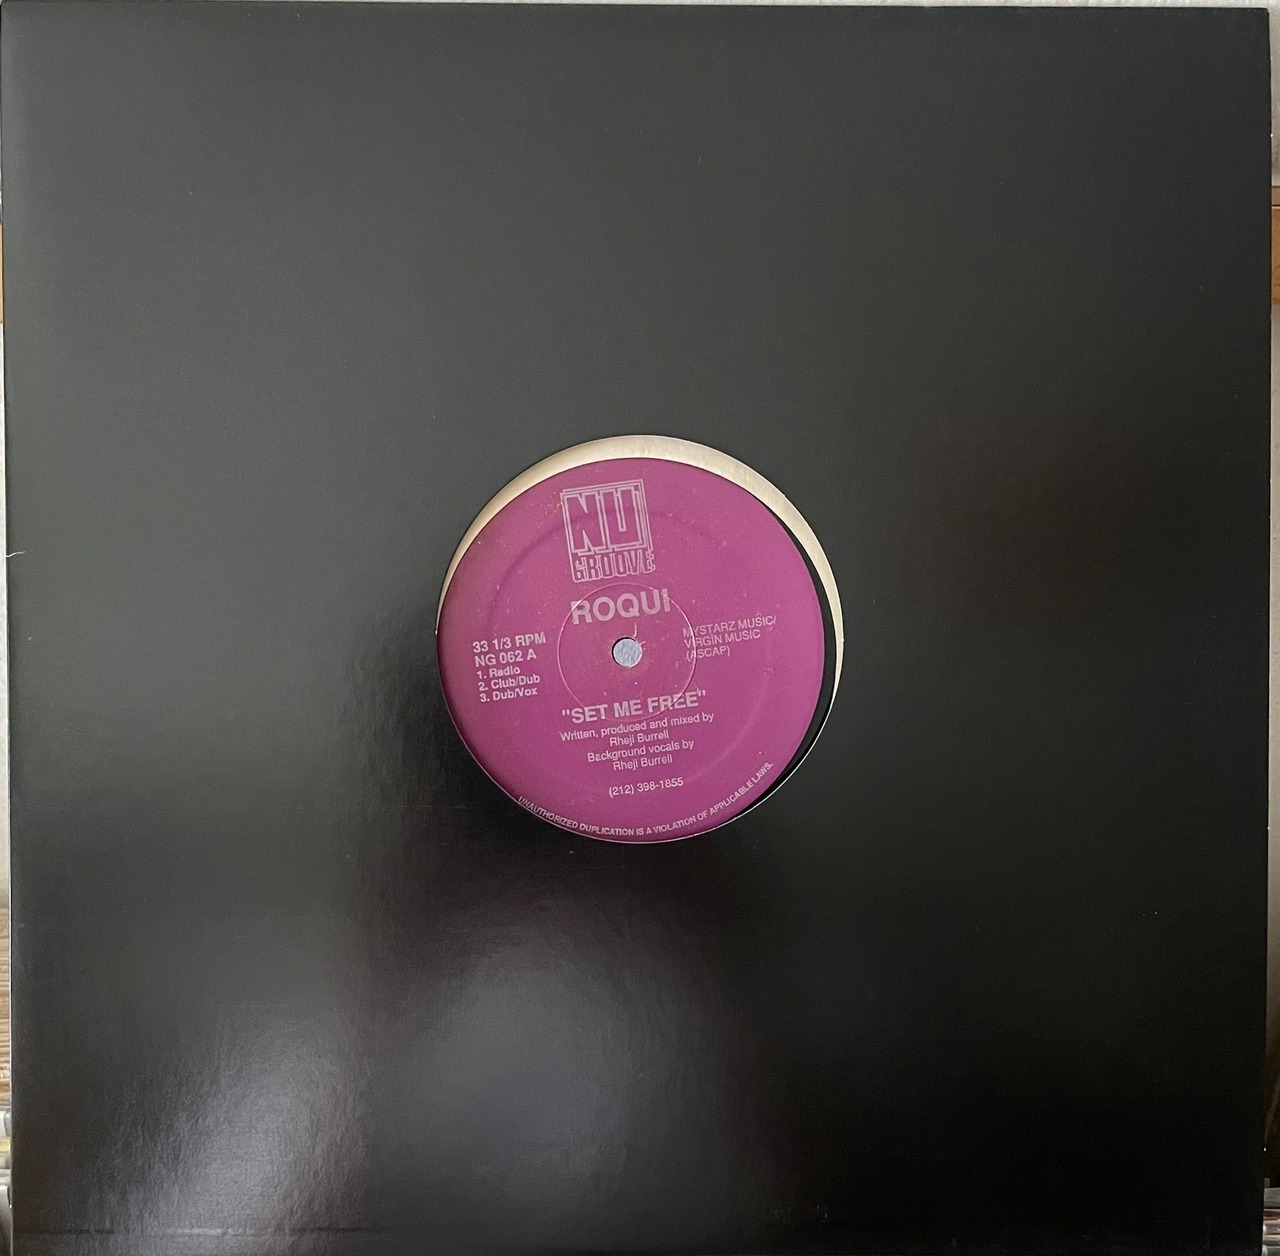 NU
GROOVE
ROQUI
33 1/3 RPM
NG 062 A
1. Radio
2. Club/Dub
3. Dub/Vox
MYSTARZ MUSIC/
VIRGIN MUSIC
(ASCAP)
"SET ME FREE"
Written, produced and mixed by
Rheji Burrell
Background vocals by
Rheji Burrell
(212) 398-1855
UNAUTHORIZED DUPLICATION IS A VIOLATION OF APPLICABLE LAWS.